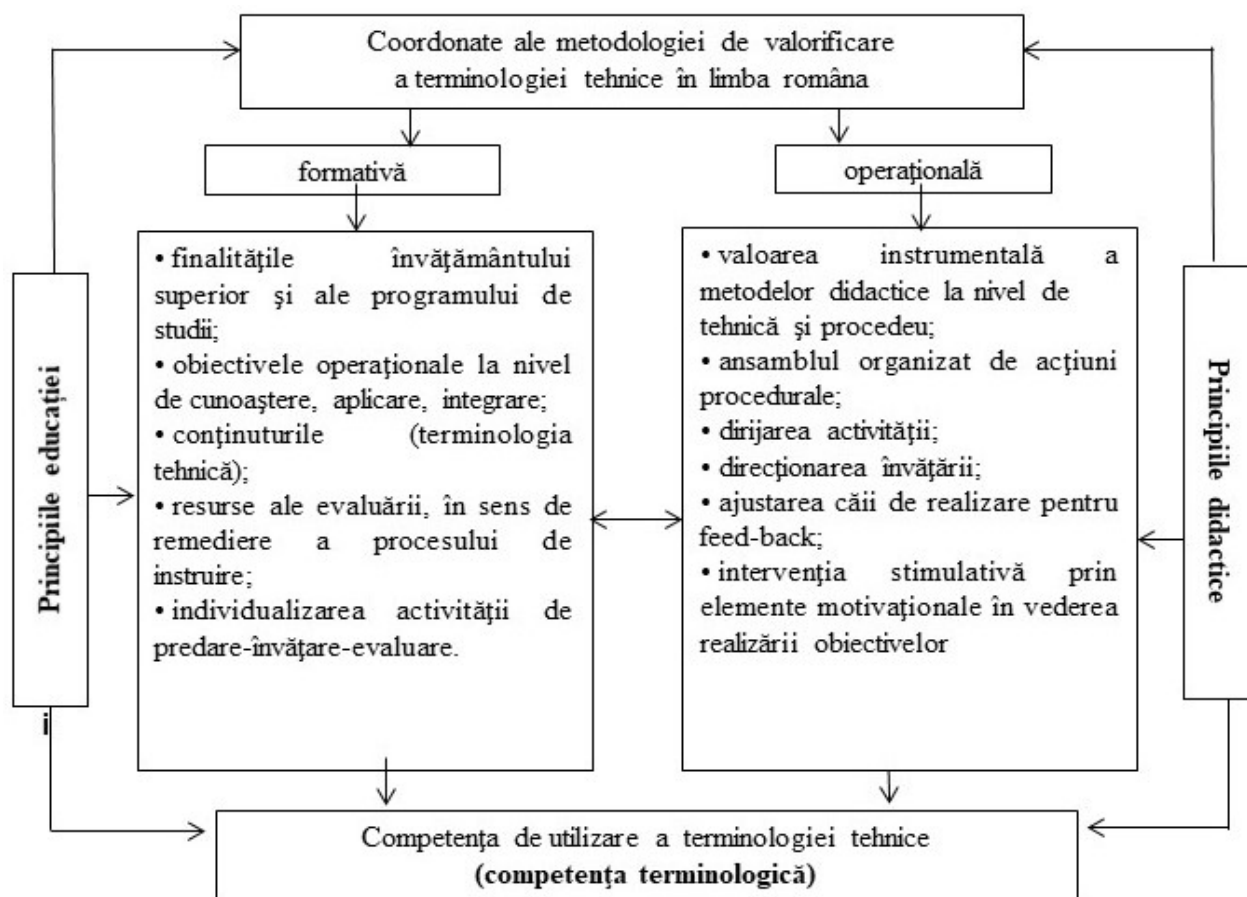 Coordonate ale metodologiei de valorificare
a terminologiei tehnice în limba româna
formativă
operaţională
Principiile educaţiei
i
• finalităţile învăţământului
superior şi ale programului de
studii;
• obiectivele operaţionale la nivel
de cunoaştere, aplicare, integrare;
• conţinuturile (terminologia
tehnică);
• resurse ale evaluării, în sens de
remediere a procesului de
instruire;
• individualizarea activităţii de
predare-învăţare-evaluare.
• valoarea instrumentală a
metodelor didactice la nivel de
tehnică şi procedeu;
• ansamblul organizat de acţiuni
procedurale;
• dirijarea activităţii;
• direcţionarea învăţării;
• ajustarea căii de realizare pentru
feed-back;
• intervenţia stimulativă prin
elemente motivaţionale în vederea
realizării obiectivelor
Principiile didactice
Competenţa de utilizare a terminologiei tehnice
(competenţa terminologică)